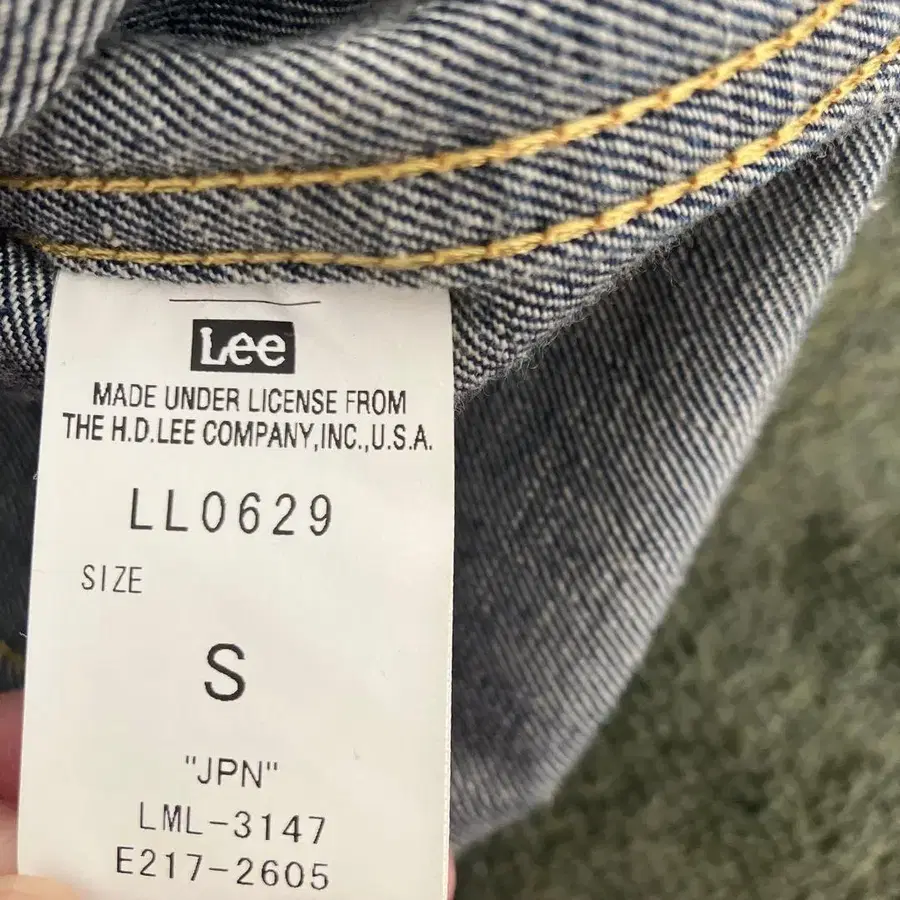 Lee
MADE UNDER LICENSE FROM
THE H.D.LEE COMPANY,INC.,U.S.A.
LL0629
SIZE
S
"JPN"
LML-3147
E217-2605